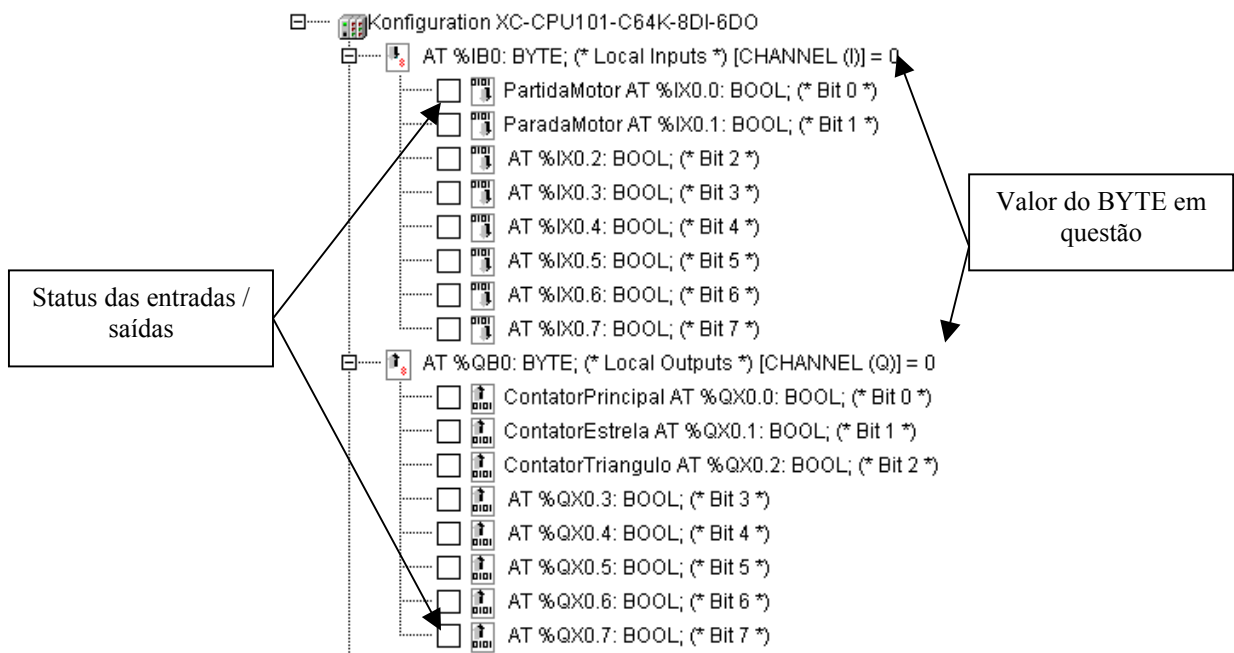 Konfiguration XC-CPU101-C64K-8DI-6DO
AT %IB0: BYTE; (* Local Inputs *) [CHANNEL (I)] = 0
PartidaMotor AT %IX0.0: BOOL; (* Bit 0 *)
ParadaMotor AT %IX0.1: BOOL; (* Bit 1 *)
AT %IX0.2: BOOL; (* Bit 2 *)
AT %IX0.3: BOOL; (* Bit 3 *)
AT %IX0.4: BOOL; (* Bit 4 *)
AT %IX0.5: BOOL; (* Bit 5 *)
AT %IX0.6: BOOL; (* Bit 6 *)
AT %IX0.7: BOOL; (* Bit 7 *)
Valor do BYTE em
questão
Status das entradas /
saídas
AT %QB0: BYTE; (* Local Outputs *) [CHANNEL (Q)] = 0
ContatorPrincipal AT %QX0.0: BOOL; (* Bit 0 *)
ContatorEstrela AT %QX0.1: BOOL; (* Bit 1 *)
ContatorTriangulo AT %QX0.2: BOOL; (* Bit 2 *)
AT %QX0.3: BOOL; (* Bit 3 *)
AT %QX0.4: BOOL; (* Bit 4 *)
AT %QX0.5: BOOL; (* Bit 5 *)
AT %QX0.6: BOOL; (* Bit 6 *)
AT %QX0.7: BOOL; (* Bit 7 *)